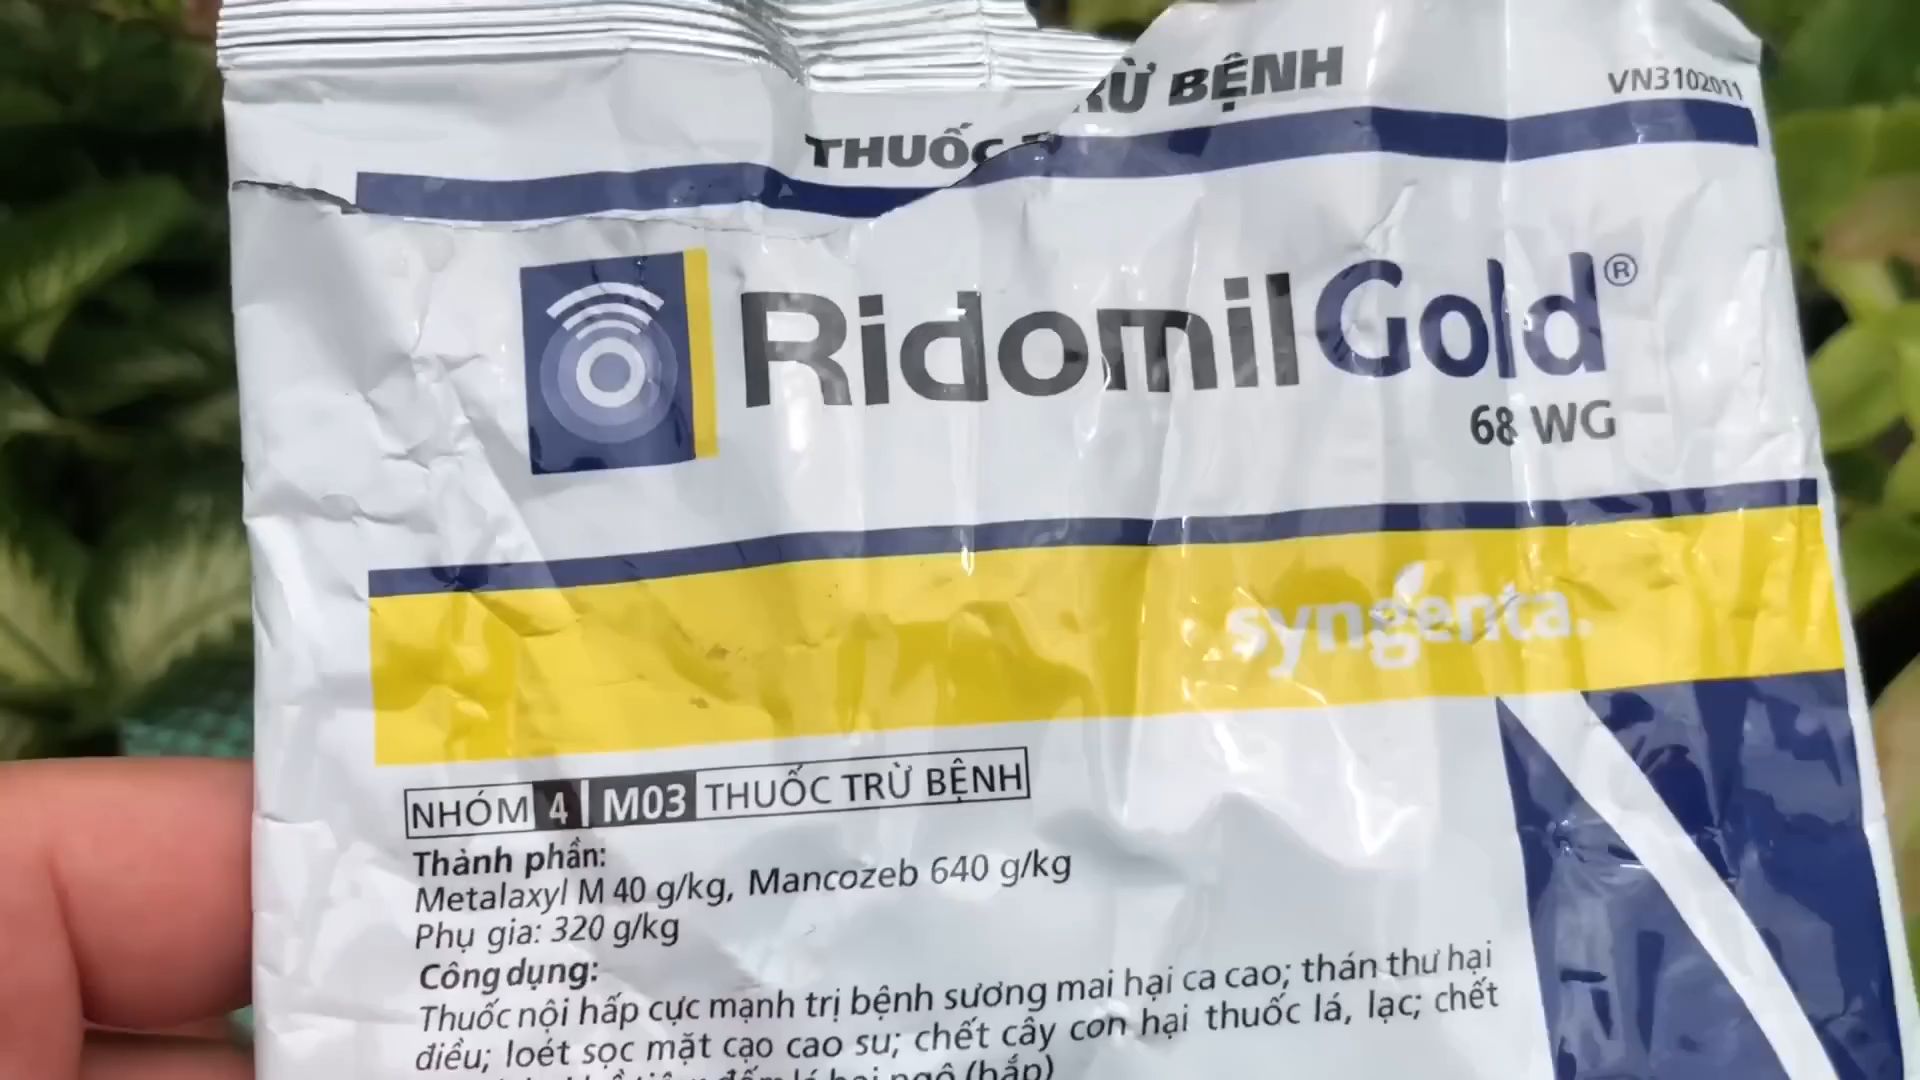 THUỐC TRỪ BỆNH
VN3102011
RidomilGold®
68 WG
syngenta.
NHÓM 4 M03 THUỐC TRỪ BỆNH
Thành phần:
Metalaxyl M 40 g/kg, Mancozeb 640 g/kg
Phụ gia: 320 g/kg
Công dụng:
Thuốc nội hấp cực mạnh trị bệnh sương mai hại ca cao; thán thư hại
điều; loét sọc mặt cạo cao su; chết cây con hại thuốc lá, lạc; chết
đốm lá hại ngô (bắp)